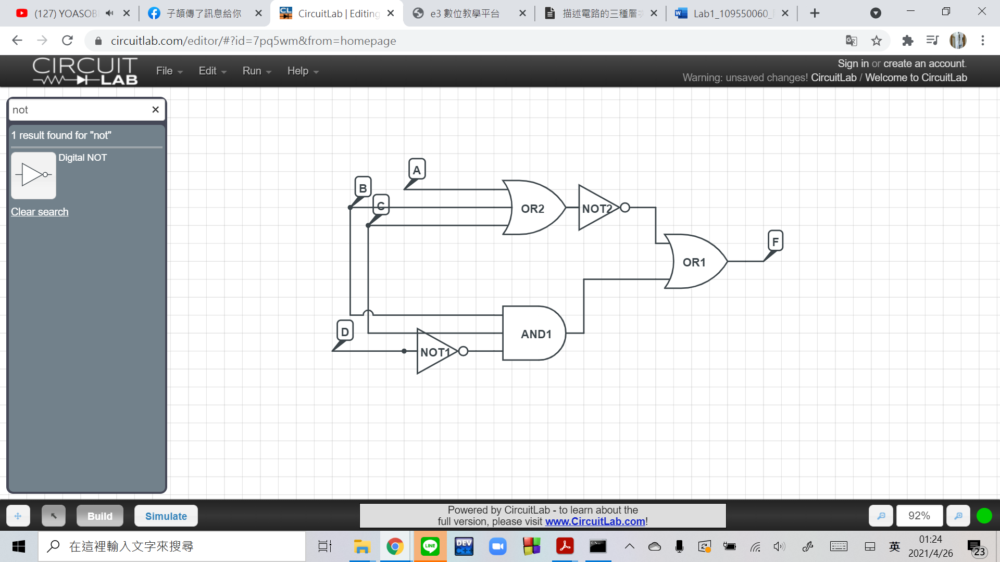 (127) YOASOB
子頡傳了訊息給你
CircuitLab | Editing
e3 數位教學平台
描述電路的三種層次
Lab1_109550060_
circuitlab.com/editor/#?id=7pq5wm&from=homepage
CIRCUIT
LAB
File
Edit
Run
Help
Sign in or create an account.
Warning: unsaved changes! CircuitLab / Welcome to CircuitLab
not
1 result found for "not"
Digital NOT
Clear search
A
B
C
OR2
NOT2
F
OR1
D
AND1
NOT1
Build
Simulate
Powered by CircuitLab - to learn about the
full version, please visit www.CircuitLab.com!
92%
在這裡輸入文字來搜尋
LINE
DEV
C++
英
01:24
2021/4/26
23